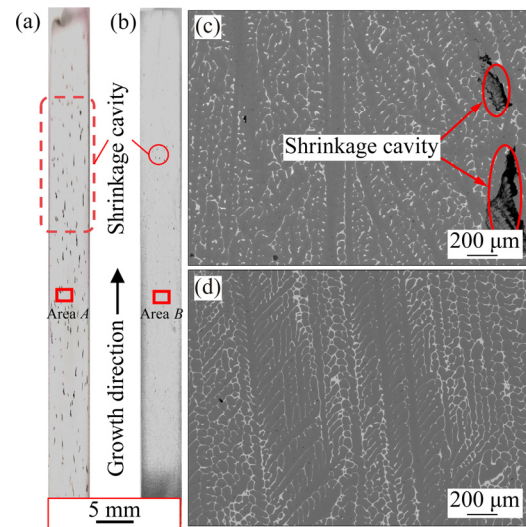 (a)
(b)
Shrinkage cavity
Growth direction
Area A
Area B
5 mm
(c)
Shrinkage cavity
200 μm
(d)
200 μm